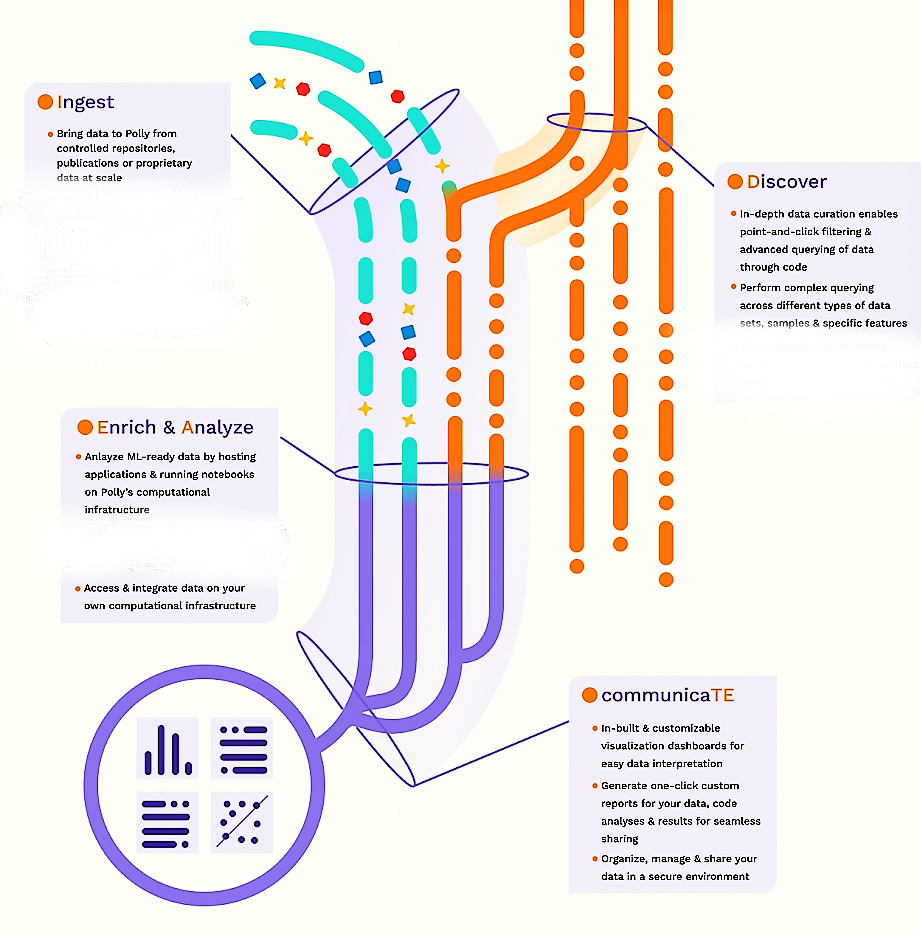 Ingest
Bring data to Polly from
controlled repositories,
publications or proprietary
data at scale
Discover
In-depth data curation enables
point-and-click filtering &
advanced querying of data
through code
Perform complex querying
across different types of data
sets, samples & specific features
Enrich & Analyze
Anlayze ML-ready data by hosting
applications & running notebooks
on Polly's computational
infratructure
Access & integrate data on your
own computational infrastructure
communicaTE
In-built & customizable
visualization dashboards for
easy data interpretation
Generate one-click custom
reports for your data, code
analyses & results for seamless
sharing
Organize, manage & share your
data in a secure environment